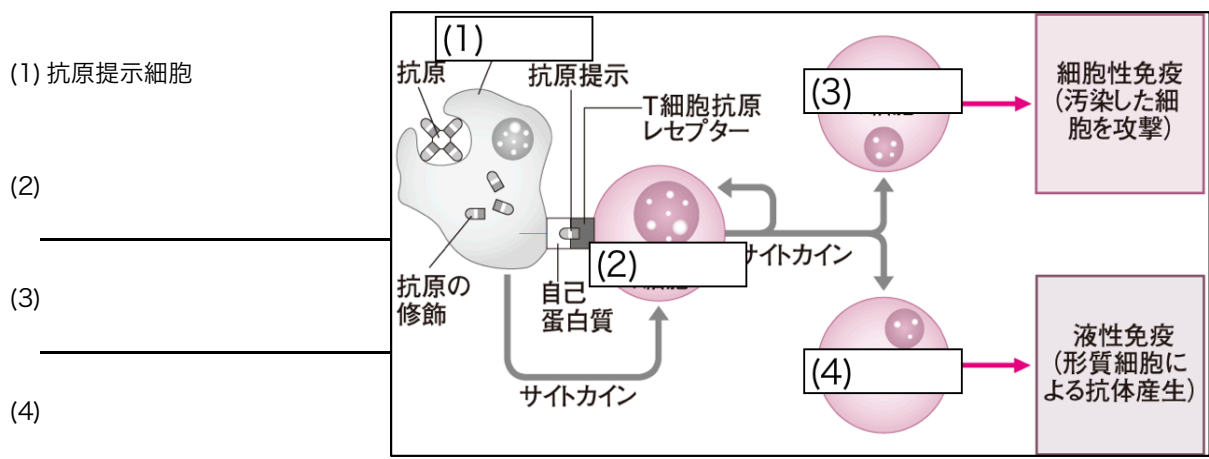 (1) 抗原提示細胞
(2)
(3)
(4)
(1)
抗原
抗原提示
T細胞抗原
レセプター
(2)
抗原の
修飾
自己
蛋白質
サイトカイン
サイトカイン
(3)
(4)
細胞性免疫
(汚染した細
胞を攻撃)
液性免疫
(形質細胞に
よる抗体産生)